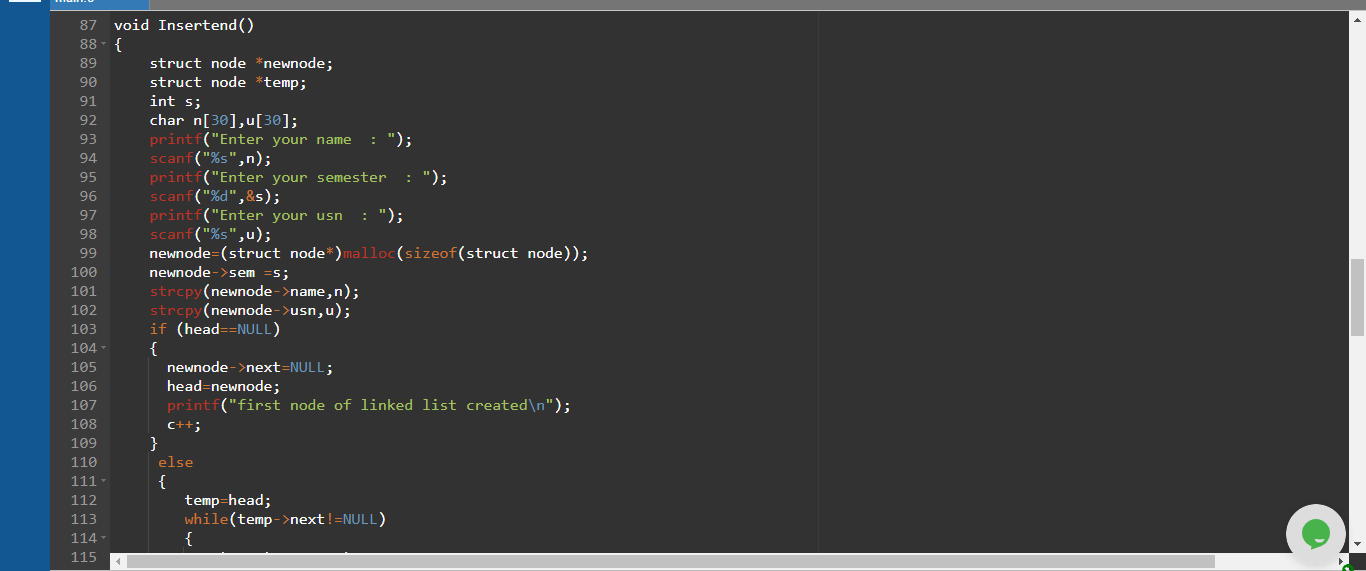 87 void Insertend()
88 {
89 struct node *newnode;
90 struct node *temp;
91 int s;
92 char n[30],u[30];
93 printf("Enter your name  : ");
94 scanf("%s",n);
95 printf("Enter your semester  : ");
96 scanf("%d",&s);
97 printf("Enter your usn  : ");
98 scanf("%s",u);
99 newnode=(struct node*)malloc(sizeof(struct node));
100 newnode->sem =s;
101 strcpy(newnode->name,n);
102 strcpy(newnode->usn,u);
103 if (head==NULL)
104 {
105 newnode->next=NULL;
106 head=newnode;
107 printf("first node of linked list created\n");
108 c++;
109 }
110 else
111 {
112 temp=head;
113 while(temp->next!=NULL)
114 {
115